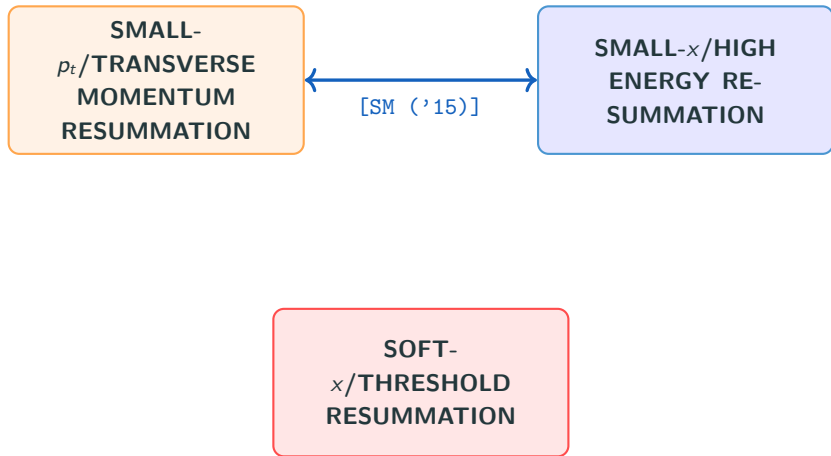 SMALL-
pₜ/TRANSVERSE
MOMENTUM
RESUMMATION
[SM ('15)]
SMALL-x/HIGH
ENERGY RE-
SUMMATION
SOFT-
x/THRESHOLD
RESUMMATION